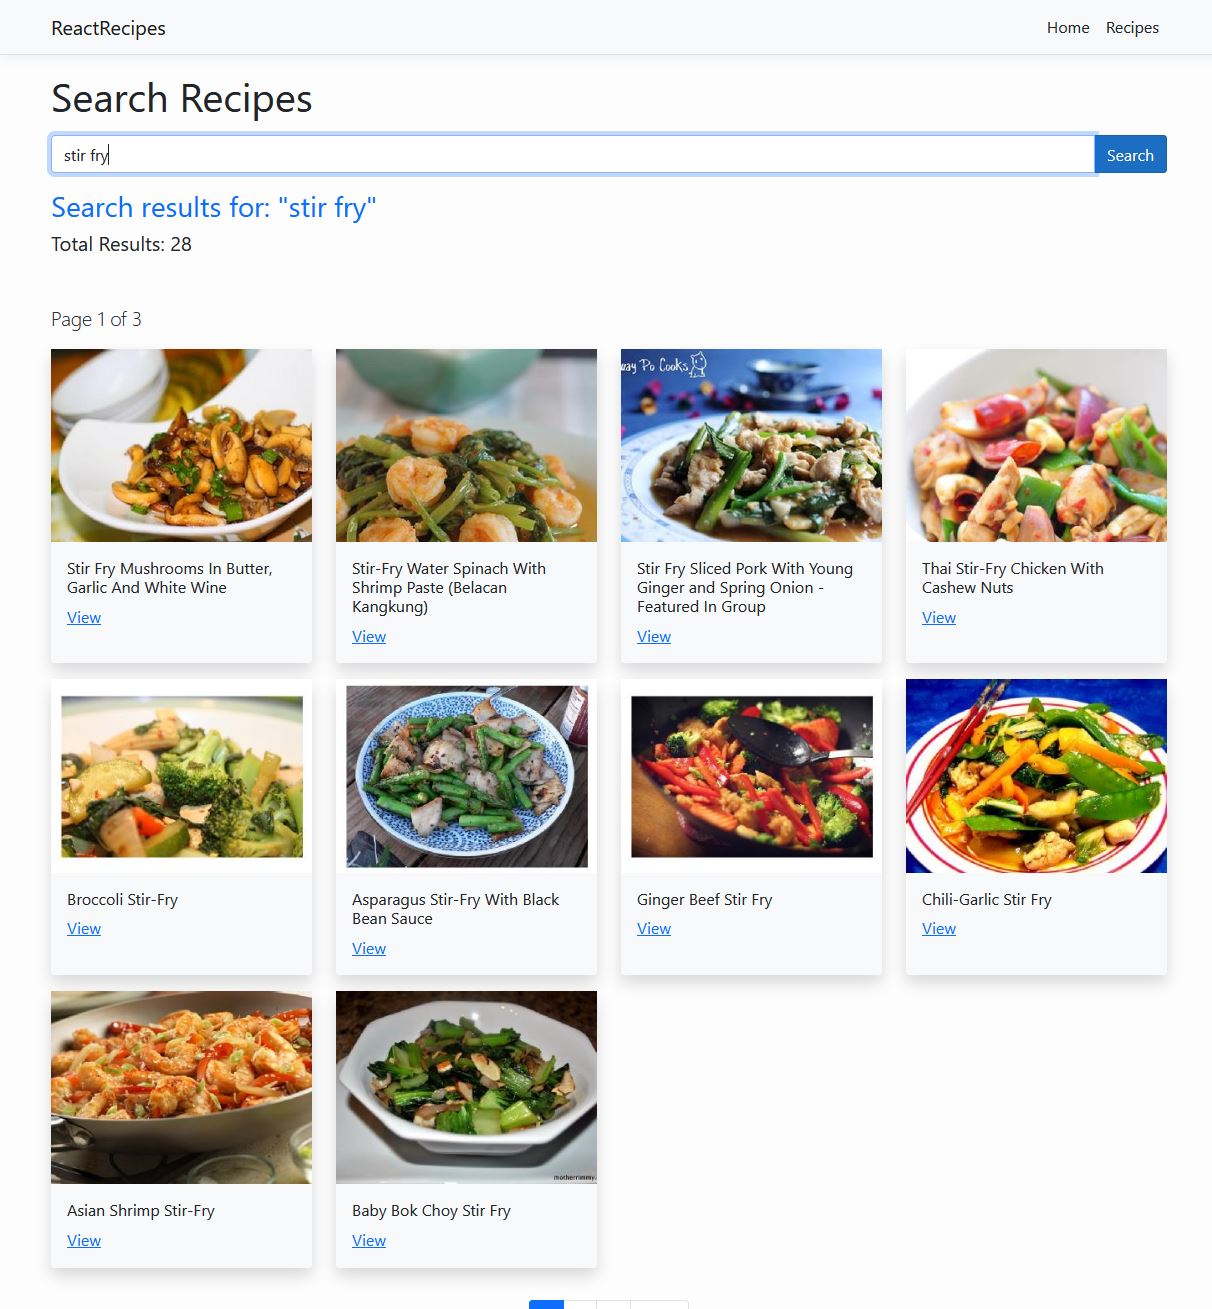 ReactRecipes
Home Recipes
Search Recipes
stir fry
Search
Search results for: "stir fry"
Total Results: 28
Page 1 of 3
way Po Cooks
Stir Fry Mushrooms In Butter,
Garlic And White Wine
View
Stir-Fry Water Spinach With
Shrimp Paste (Belacan
Kangkung)
View
Stir Fry Sliced Pork With Young
Ginger and Spring Onion -
Featured In Group
View
Thai Stir-Fry Chicken With
Cashew Nuts
View
Broccoli Stir-Fry
View
Asparagus Stir-Fry With Black
Bean Sauce
View
Ginger Beef Stir Fry
View
Chili-Garlic Stir Fry
View
motherrimmy.
Asian Shrimp Stir-Fry
View
Baby Bok Choy Stir Fry
View